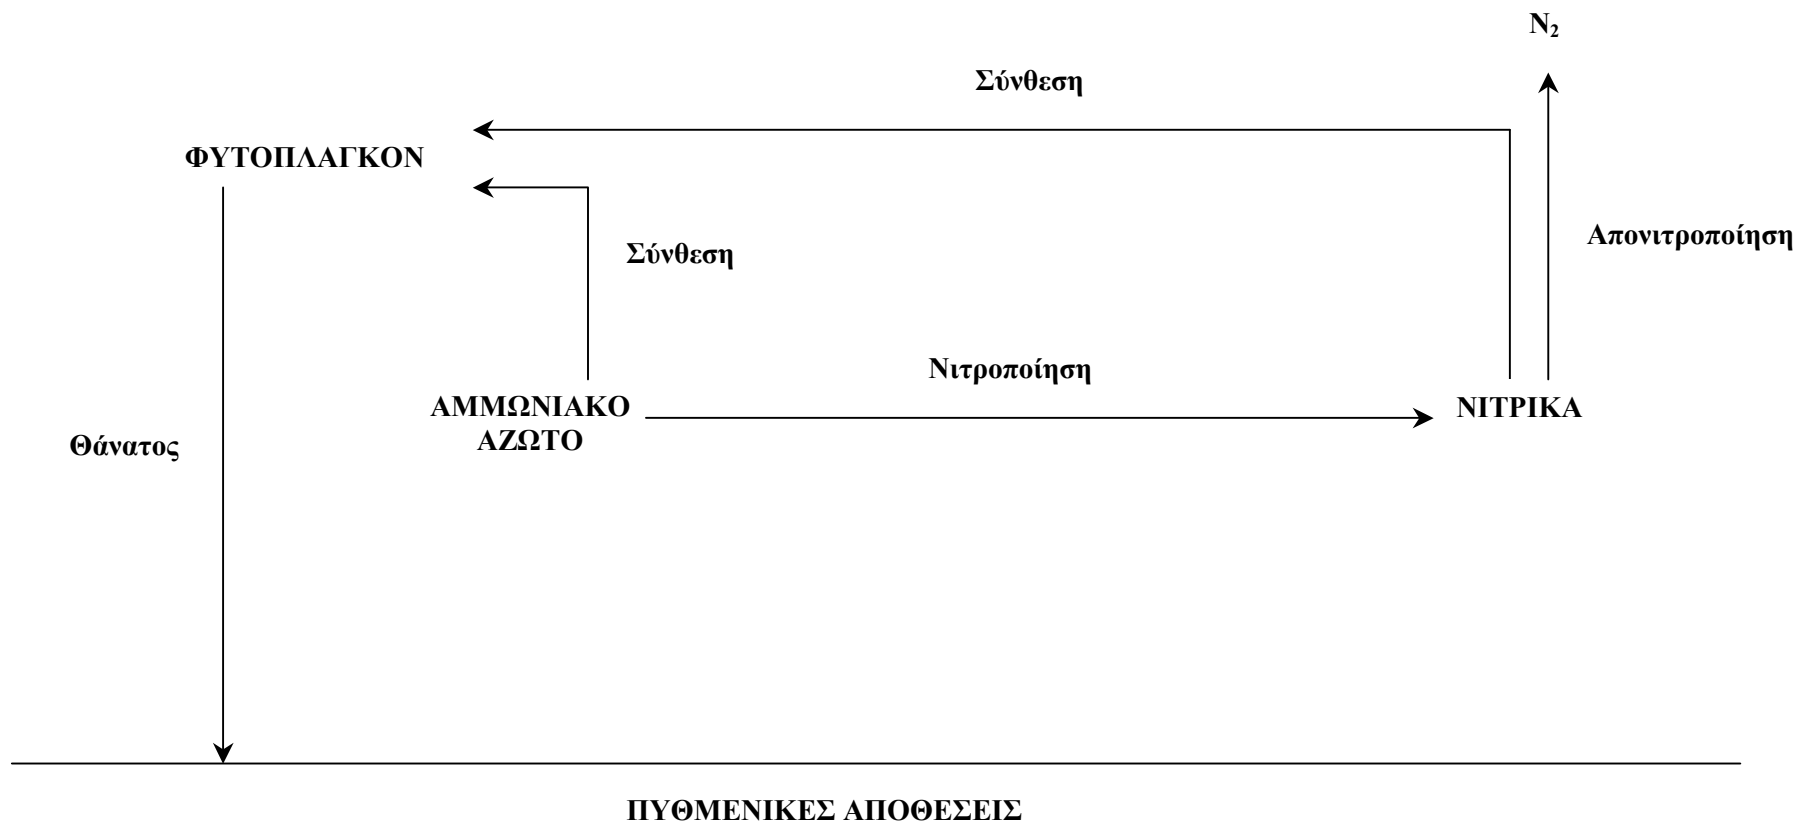 N₂
Σύνθεση
ΦΥΤΟΠΛΑΓΚΟΝ
Απονιτροποίηση
Σύνθεση
Νιτροποίηση
ΑΜΜΩΝΙΑΚΟ
ΑΖΩΤΟ
ΝΙΤΡΙΚΑ
Θάνατος
ΠΥΘΜΕΝΙΚΕΣ ΑΠΟΘΕΣΕΙΣ